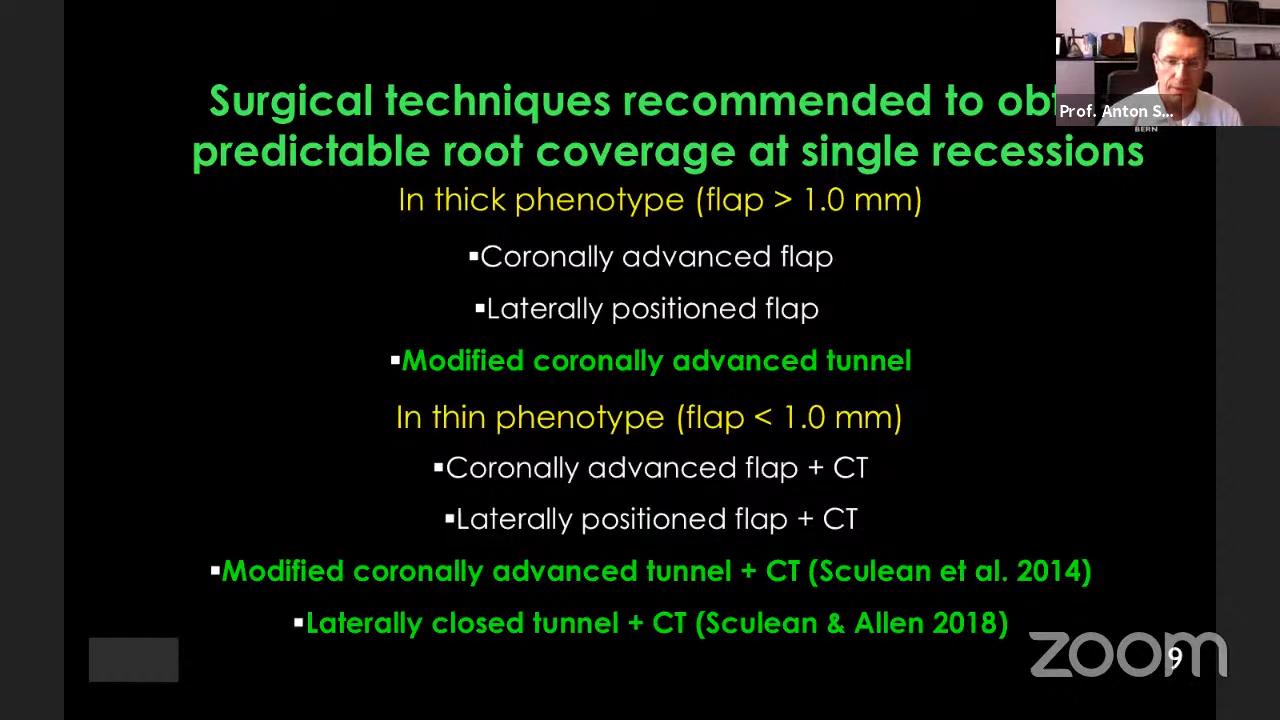 Surgical techniques recommended to obt
predictable root coverage at single recessions
In thick phenotype (flap > 1.0 mm)
▪Coronally advanced flap
▪Laterally positioned flap
▪Modified coronally advanced tunnel
In thin phenotype (flap < 1.0 mm)
▪Coronally advanced flap + CT
▪Laterally positioned flap + CT
▪Modified coronally advanced tunnel + CT (Sculean et al. 2014)
▪Laterally closed tunnel + CT (Sculean & Allen 2018)
Prof. Anton S...
BERN
zoom
9